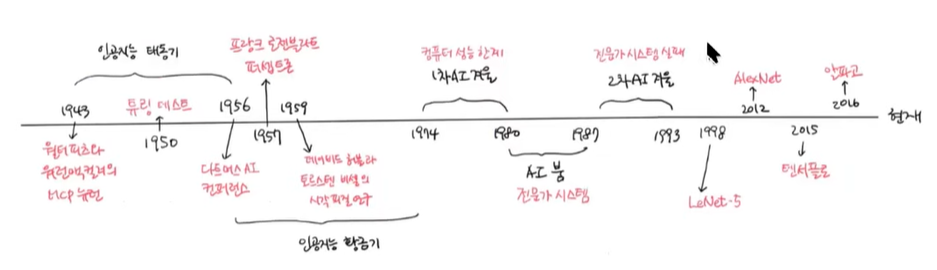 인공지능 태동기
프랑크 로젠블라트
퍼셉트론
컴퓨터 성능 한계
1차 AI 겨울
전문가시스템 실패
2차 AI 겨울
AlexNet
알파고
1943
튜링 테스트
1956
1959
2012
2016
현재
1950
1957
1974
1980
1987
1993
1998
2015
월터 피츠와
워런 맥컬러의
MCP 뉴런
다트머스 AI
컨퍼런스
데이비드 허블과
토르스텐 비셀의
시각 피질 연구
AI 붐
전문가 시스템
LeNet-5
텐서플로
인공지능 황금기